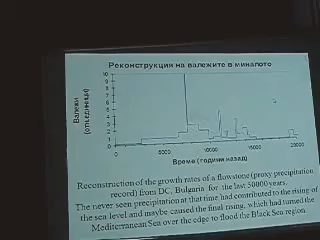 Реконструкция на валежите в миналото
Валежи
(отн.единици)
10
9
8
7
6
5
4
3
2
1
0
0 5000 10000 15000 20000
Време (години назад)
Reconstruction of the growth rates of a flowstone (proxy precipitation
record) from DC, Bulgaria for the last 50000 years.
The never seen precipitation at that time had contributed to the rising of
the sea level and maybe caused the final rising, which had turned the
Mediterranean Sea over the edge to flood the Black Sea region.